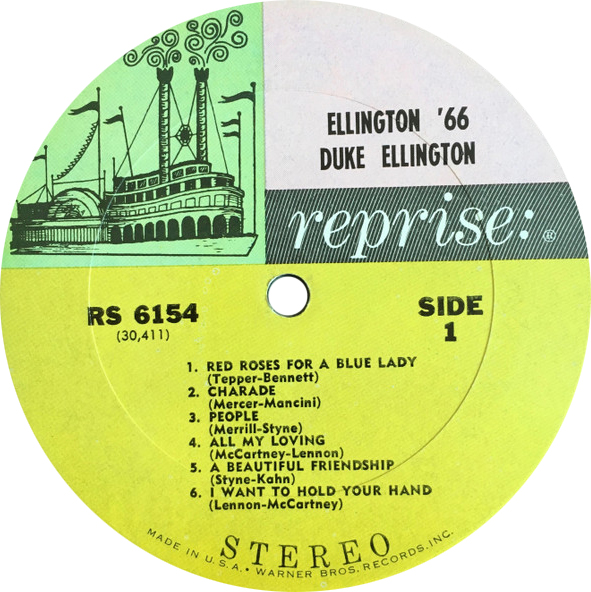 ELLINGTON '66
DUKE ELLINGTON
reprise:®
RS 6154
(30,411)
SIDE
1
1. RED ROSES FOR A BLUE LADY
(Tepper-Bennett)
2. CHARADE
(Mercer-Mancini)
3. PEOPLE
(Merrill-Styne)
4. ALL MY LOVING
(McCartney-Lennon)
5. A BEAUTIFUL FRIENDSHIP
(Styne-Kahn)
6. I WANT TO HOLD YOUR HAND
(Lennon-McCartney)
STEREO
MADE IN U.S.A. • WARNER BROS. RECORDS, INC.